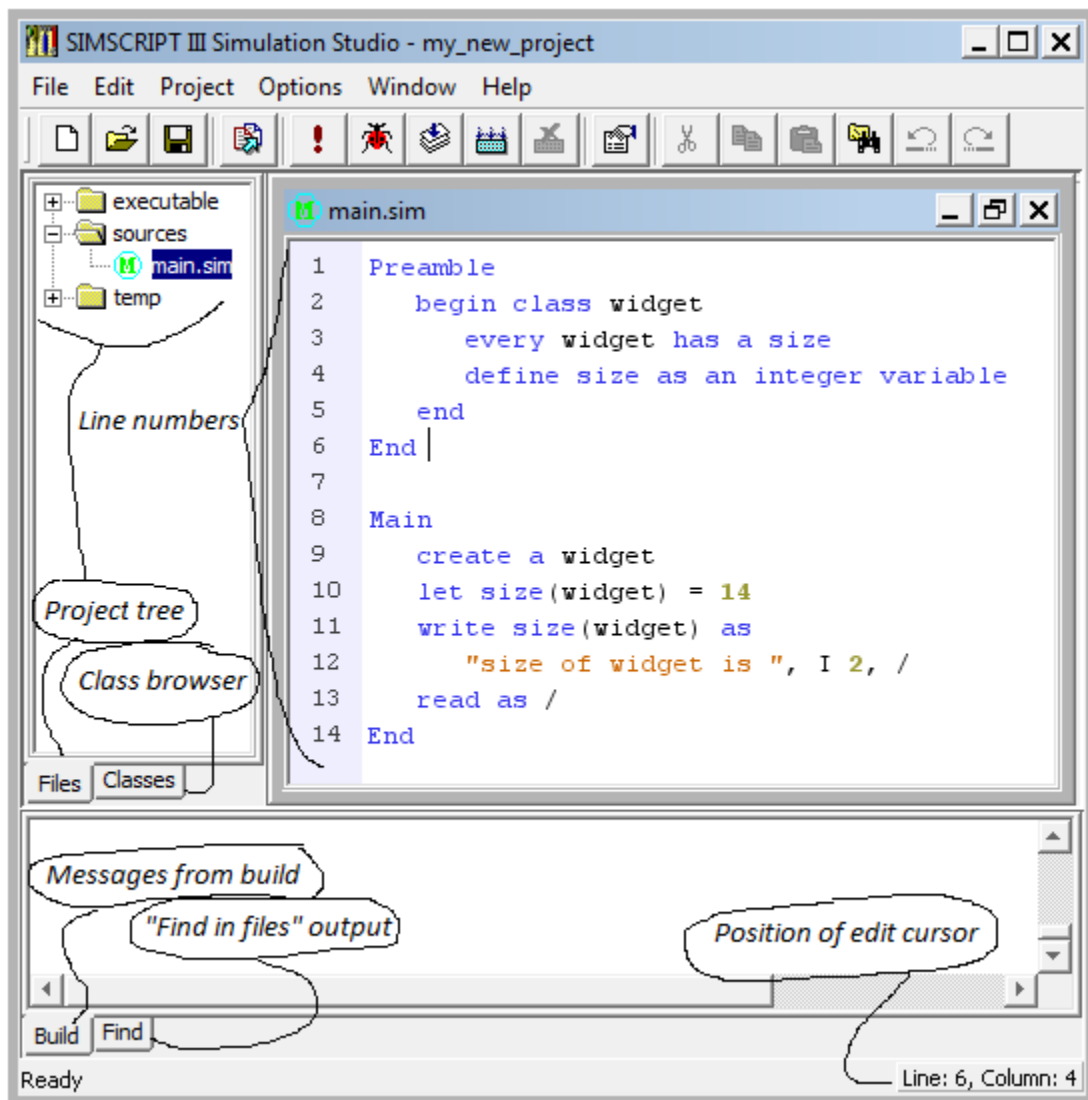 SIMSCRIPT III Simulation Studio - my_new_project
File Edit Project Options Window Help
executable
sources
main.sim
temp
Line numbers
Project tree
Class browser
Files Classes
main.sim
1 Preamble
2 begin class widget
3 every widget has a size
4 define size as an integer variable
5 end
6 End
7
8 Main
9 create a widget
10 let size(widget) = 14
11 write size(widget) as
12 "size of widget is ", I 2, /
13 read as /
14 End
Messages from build
"Find in files" output
Position of edit cursor
Build Find
Ready Line: 6, Column: 4